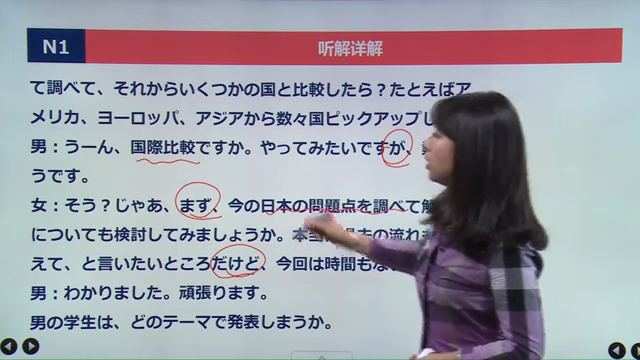 N1 听解详解
て調べて、それからいくつかの国と比較したら？たとえばア
メリカ、ヨーロッパ、アジアから数々国ピックアップし
男：うーん、国際比較ですか。やってみたいですが、
うです。
女：そう？じゃあ、まず、今の日本の問題点を調べて
についても検討してみましょうか。本当
えて、と言いたいところだけど、今回は時間も
男：わかりました。頑張ります。
男の学生は、どのテーマで発表しまうか。